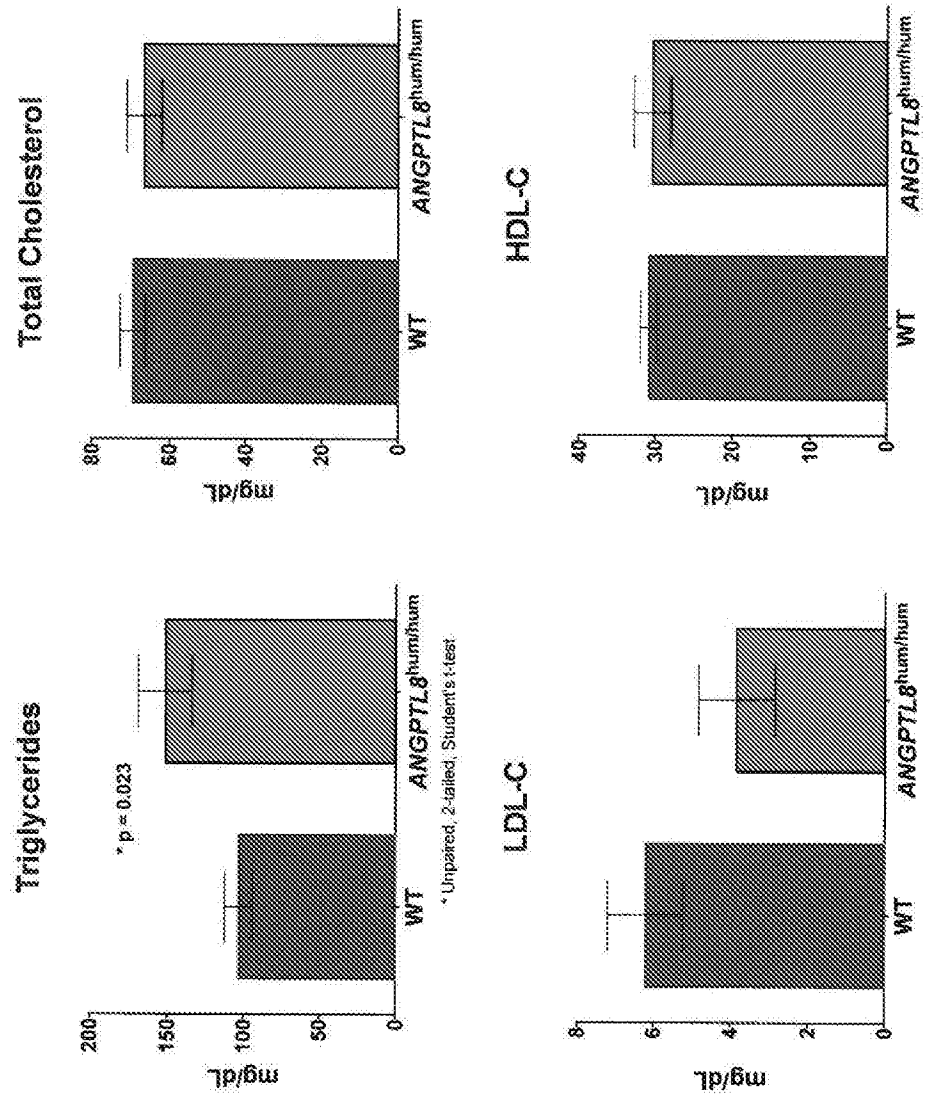 Triglycerides
* p = 0.023
mg/dL
200
150
100
50
0
WT
ANGPTL8hum/hum
* Unpaired, 2-tailed, Student's t-test
Total Cholesterol
mg/dL
80
60
40
20
0
WT
ANGPTL8hum/hum
LDL-C
mg/dL
8
6
4
2
0
WT
ANGPTL8hum/hum
HDL-C
mg/dL
40
30
20
10
0
WT
ANGPTL8hum/hum